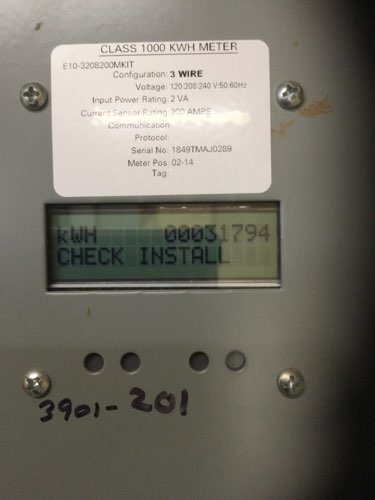 CLASS 1000 KWH METER
E10-3208200MKIT
Configuration: 3 WIRE
Voltage: 120:208:240 V:50-60Hz
Input Power Rating: 2 VA
Current Sensor Rating: 200 AMPS
Communication:
Protocol:
Serial No: 1849TMAJ0289
Meter Pos: 02-14
Tag:
kWH 00031794
CHECK INSTALL
3901-201